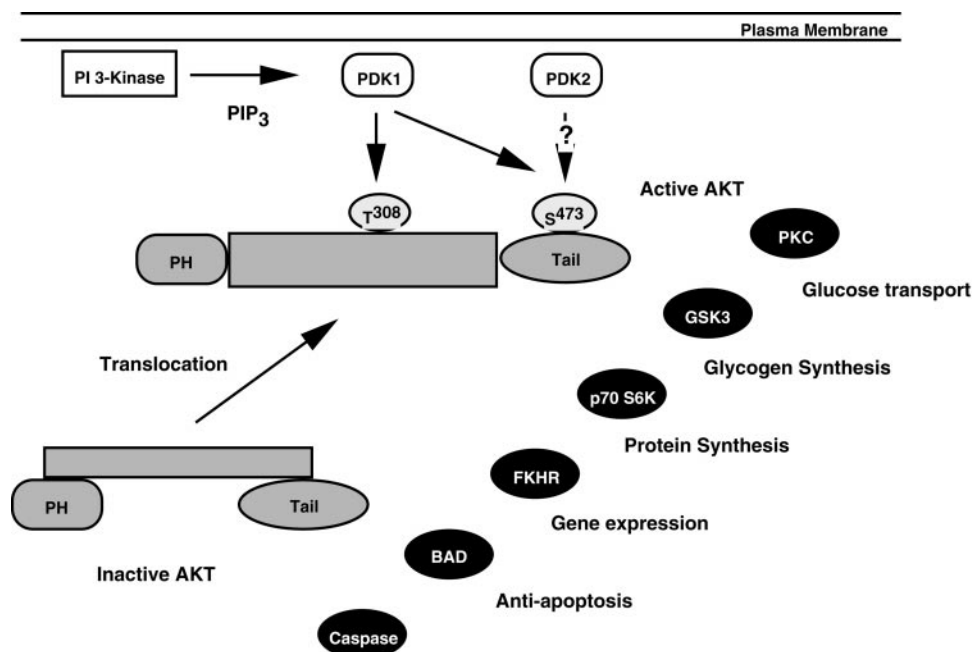 Plasma Membrane
PI 3-Kinase
PDK1
PDK2
PIP3
?
Active AKT
T308
S473
PKC
PH
Tail
Glucose transport
GSK3
Translocation
Glycogen Synthesis
p70 S6K
Protein Synthesis
FKHR
PH
Tail
Gene expression
BAD
Inactive AKT
Anti-apoptosis
Caspase